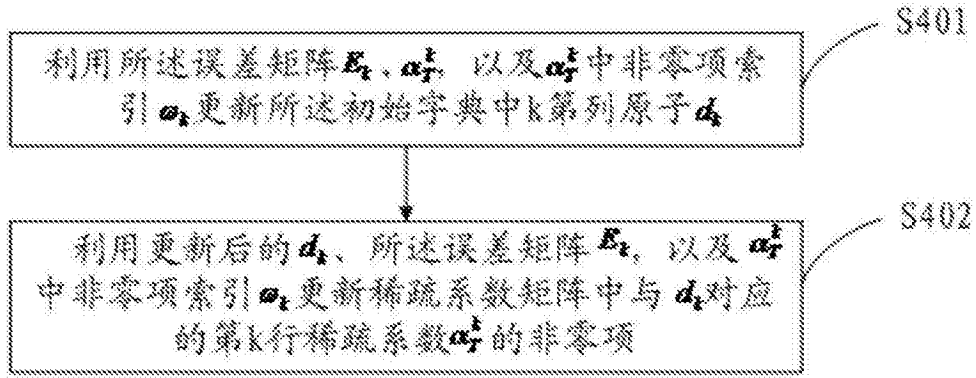 S401
利用所述误差矩阵E_k、α_T^k,以及α_T^k中非零项索
引ω_k更新所述初始字典中k第列原子d_k
S402
利用更新后的d_k、所述误差矩阵E_k,以及α_T^k
中非零项索引ω_k更新稀疏系数矩阵中与d_k对应
的第k行稀疏系数α_T^k的非零项